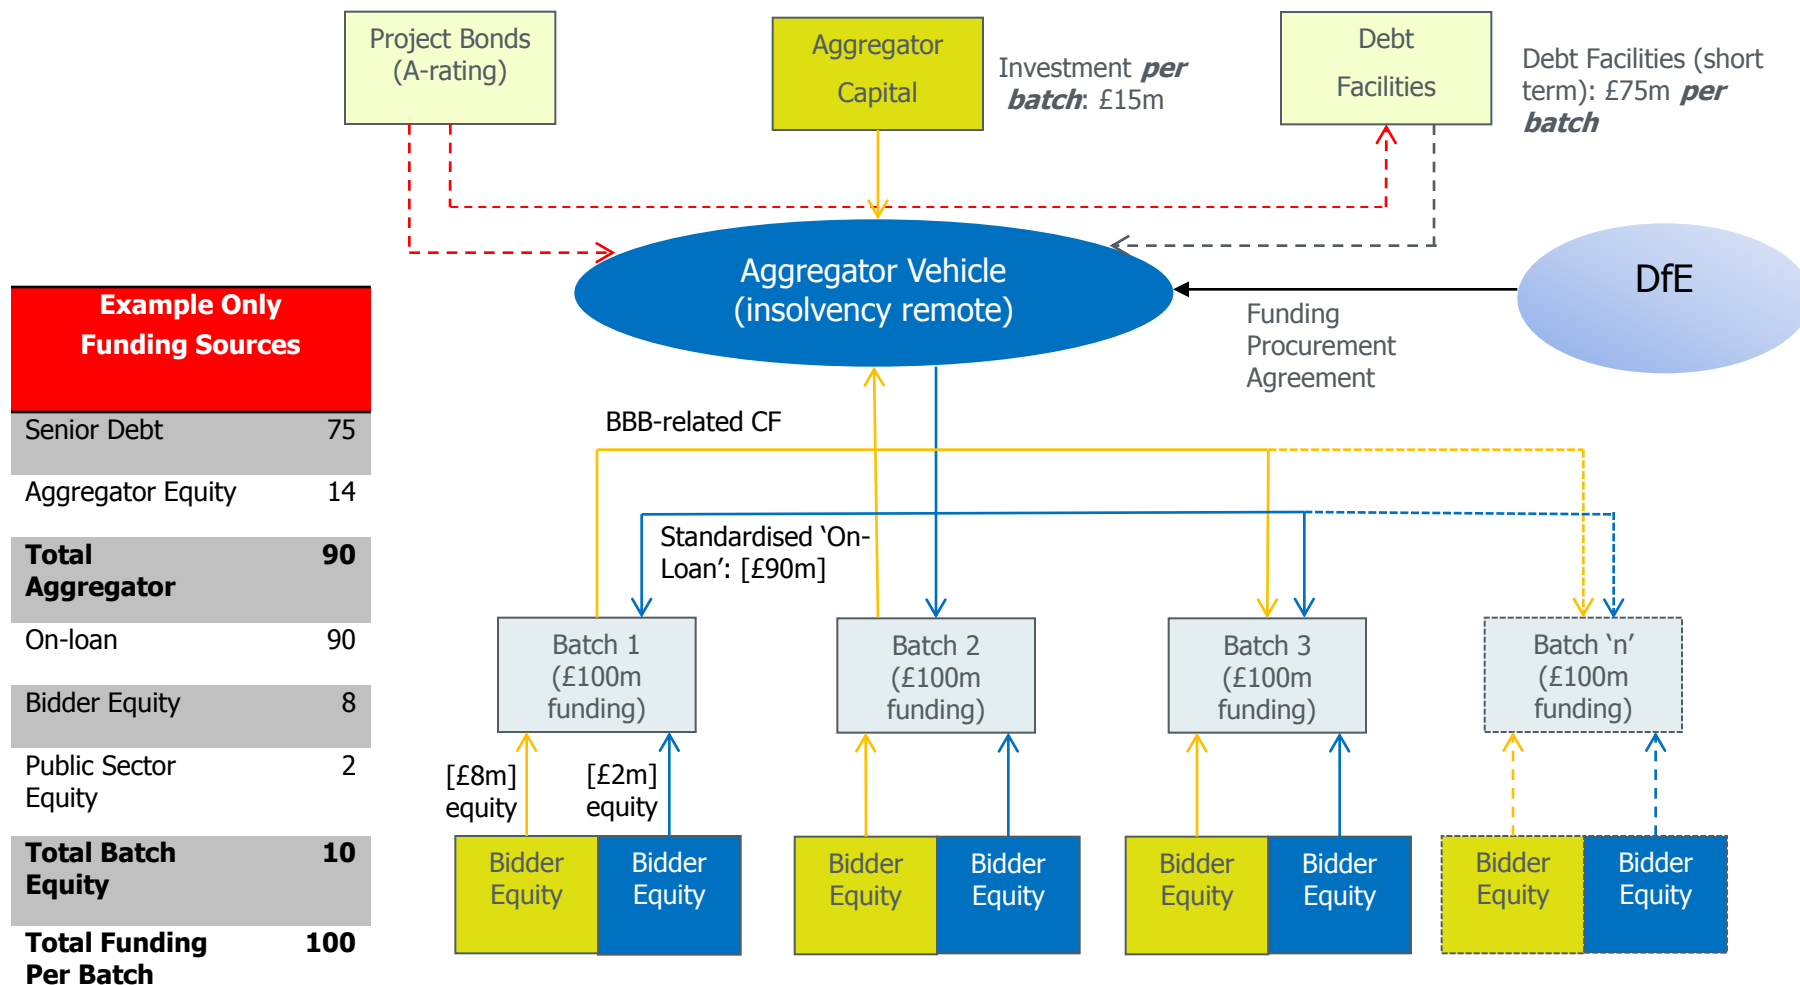 Project Bonds
(A-rating)
Aggregator
Capital
Investment per
batch: £15m
Debt
Facilities
Debt Facilities (short
term): £75m per
batch
Aggregator Vehicle
(insolvency remote)
DfE
Funding
Procurement
Agreement
Example Only
Funding Sources
Senior Debt 75
Aggregator Equity 14
Total 90
Aggregator
On-loan 90
Bidder Equity 8
Public Sector 2
Equity
Total Batch 10
Equity
Total Funding 100
Per Batch
BBB-related CF
Standardised ‘On-
Loan’: [£90m]
Batch 1
(£100m
funding)
Batch 2
(£100m
funding)
Batch 3
(£100m
funding)
Batch ‘n’
(£100m
funding)
[£8m]
equity
[£2m]
equity
Bidder
Equity
Bidder
Equity
Bidder
Equity
Bidder
Equity
Bidder
Equity
Bidder
Equity
Bidder
Equity
Bidder
Equity